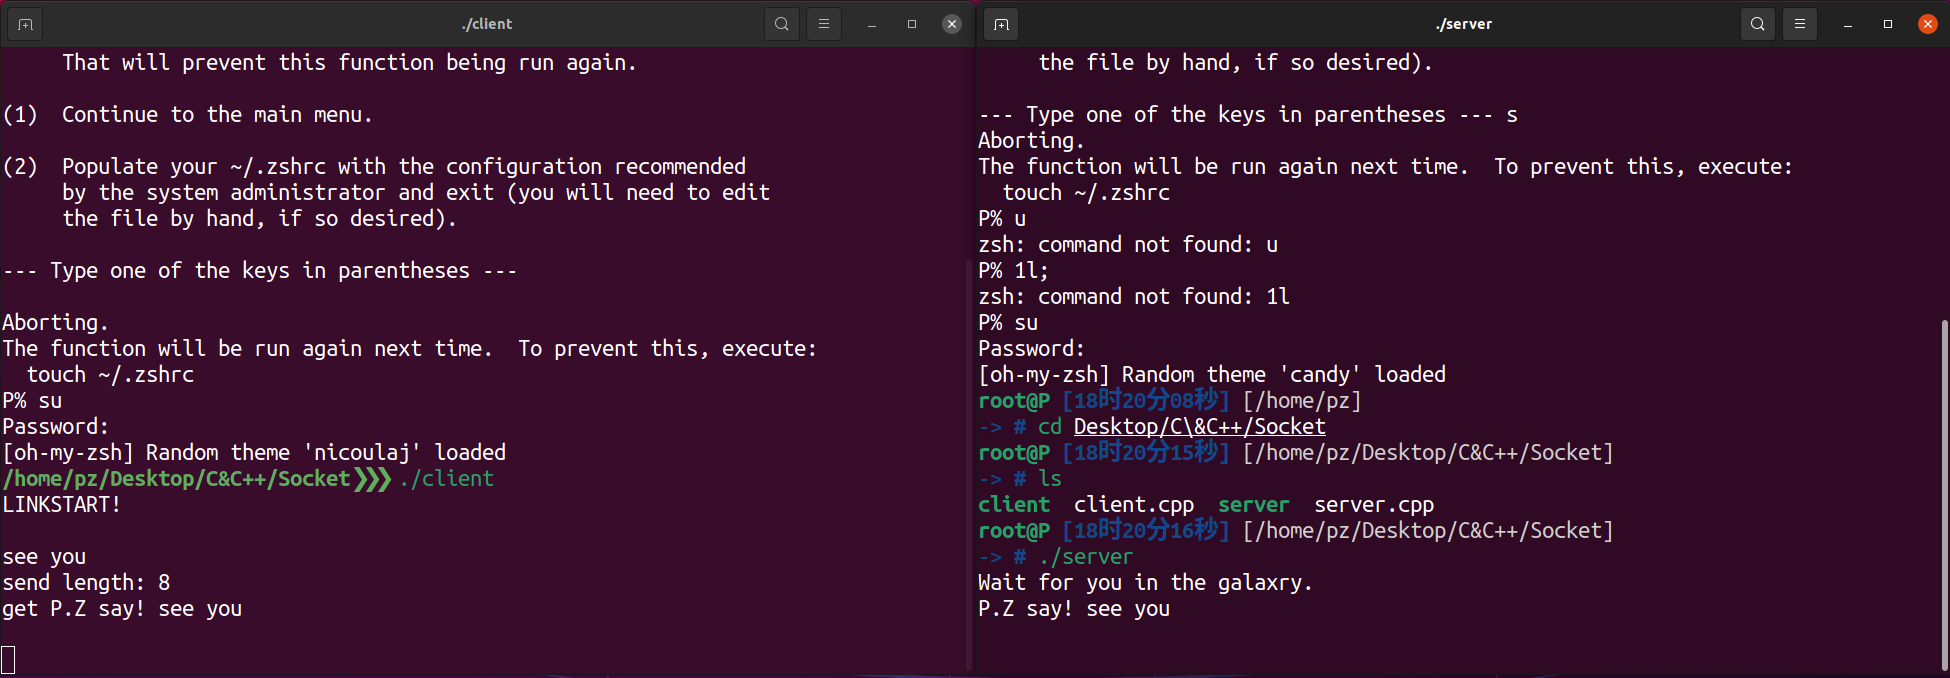 ./client
That will prevent this function being run again.
(1)  Continue to the main menu.
(2)  Populate your ~/.zshrc with the configuration recommended
by the system administrator and exit (you will need to edit
the file by hand, if so desired).
--- Type one of the keys in parentheses ---
Aborting.
The function will be run again next time.  To prevent this, execute:
touch ~/.zshrc
P% su
Password:
[oh-my-zsh] Random theme 'nicoulaj' loaded
/home/pz/Desktop/C&C++/Socket❯❯❯ ./client
LINKSTART!
see you
send length: 8
get P.Z say! see you
./server
the file by hand, if so desired).
--- Type one of the keys in parentheses --- s
Aborting.
The function will be run again next time.  To prevent this, execute:
touch ~/.zshrc
P% u
zsh: command not found: u
P% 1l;
zsh: command not found: 1l
P% su
Password:
[oh-my-zsh] Random theme 'candy' loaded
root@P [18时20分08秒] [/home/pz]
-> # cd Desktop/C\&C++/Socket
root@P [18时20分15秒] [/home/pz/Desktop/C&C++/Socket]
-> # ls
client  client.cpp  server  server.cpp
root@P [18时20分16秒] [/home/pz/Desktop/C&C++/Socket]
-> # ./server
Wait for you in the galaxry.
P.Z say! see you